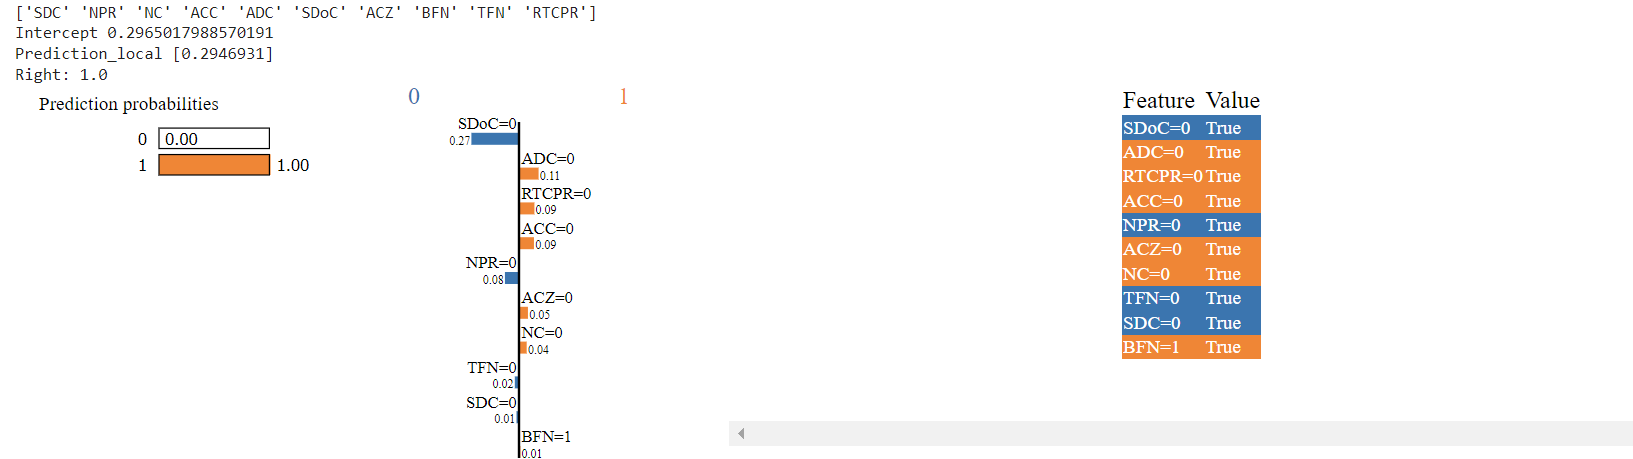 ['SDC' 'NPR' 'NC' 'ACC' 'ADC' 'SDoC' 'ACZ' 'BFN' 'TFN' 'RTCPR']
Intercept 0.2965017988570191
Prediction_local [0.2946931]
Right: 1.0
Prediction probabilities
0 0.00
1 1.00
0 1
SDoC=0
0.27
ADC=0
0.11
RTCPR=0
0.09
ACC=0
0.09
NPR=0
0.08
ACZ=0
0.05
NC=0
0.04
TFN=0
0.02
SDC=0
0.01
BFN=1
0.01
Feature Value
SDoC=0 True
ADC=0 True
RTCPR=0 True
ACC=0 True
NPR=0 True
ACZ=0 True
NC=0 True
TFN=0 True
SDC=0 True
BFN=1 True